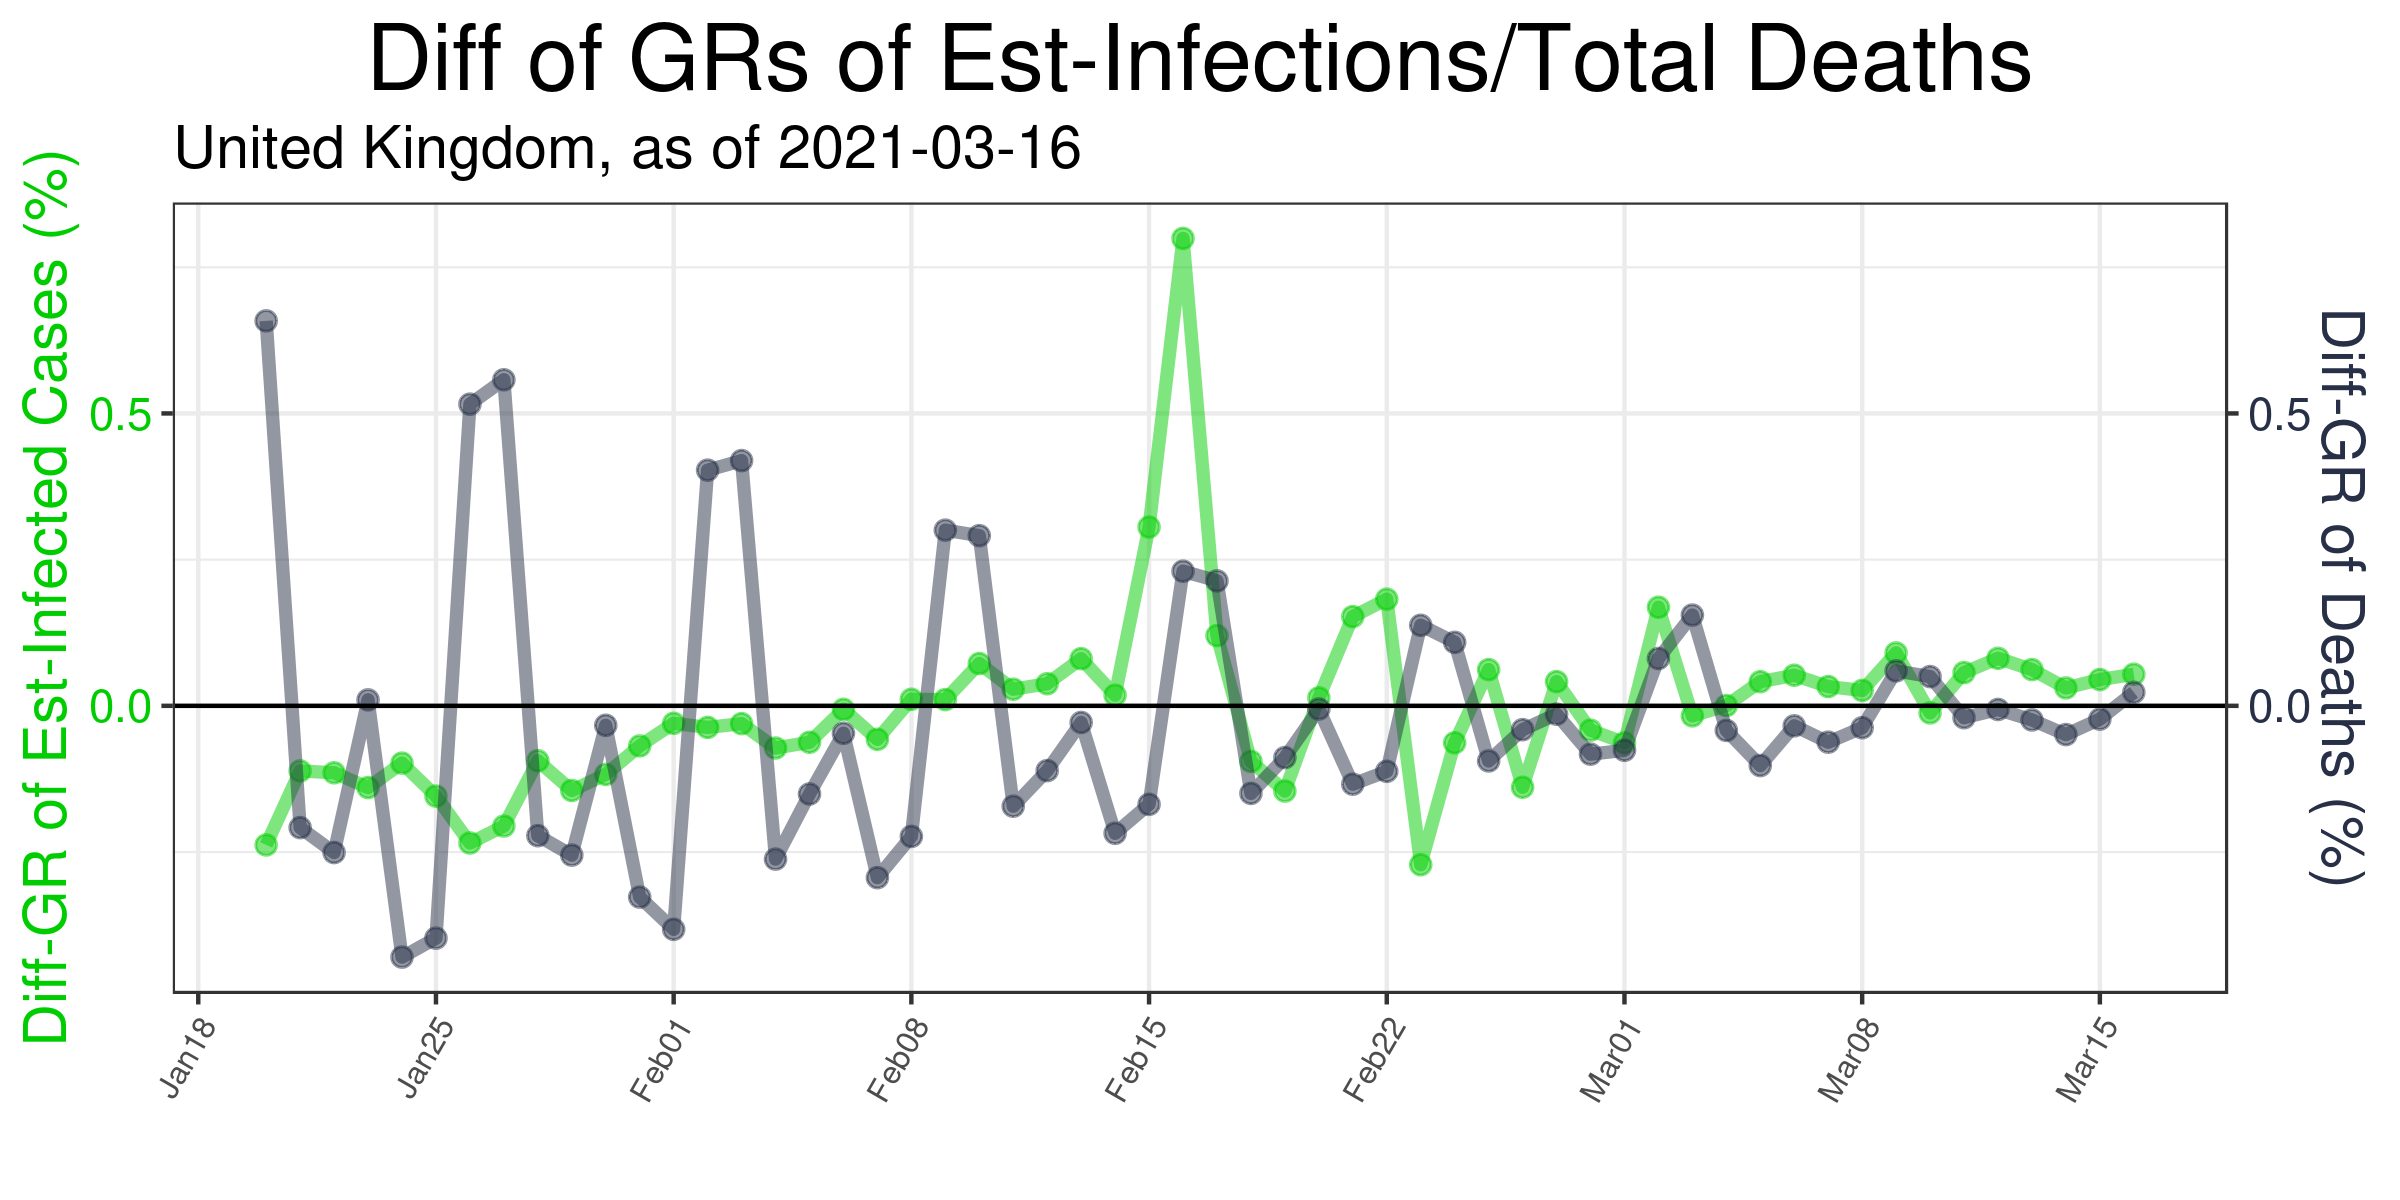 Diff of GRs of Est-Infections/Total Deaths
United Kingdom, as of 2021-03-16
Diff-GR of Est-Infected Cases (%)
0.5
0.0
0.5
0.0
Diff-GR of Deaths (%)
Jan18
Jan25
Feb01
Feb08
Feb15
Feb22
Mar01
Mar08
Mar15